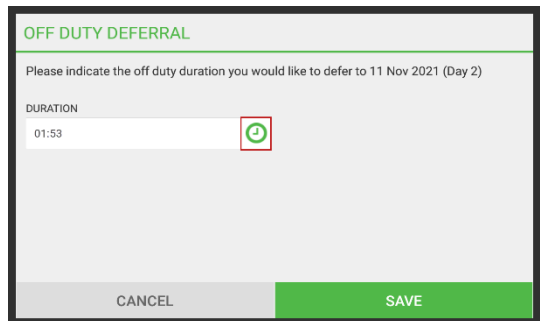 OFF DUTY DEFERRAL
Please indicate the off duty duration you would like to defer to 11 Nov 2021 (Day 2)
DURATION
01:53
CANCEL
SAVE